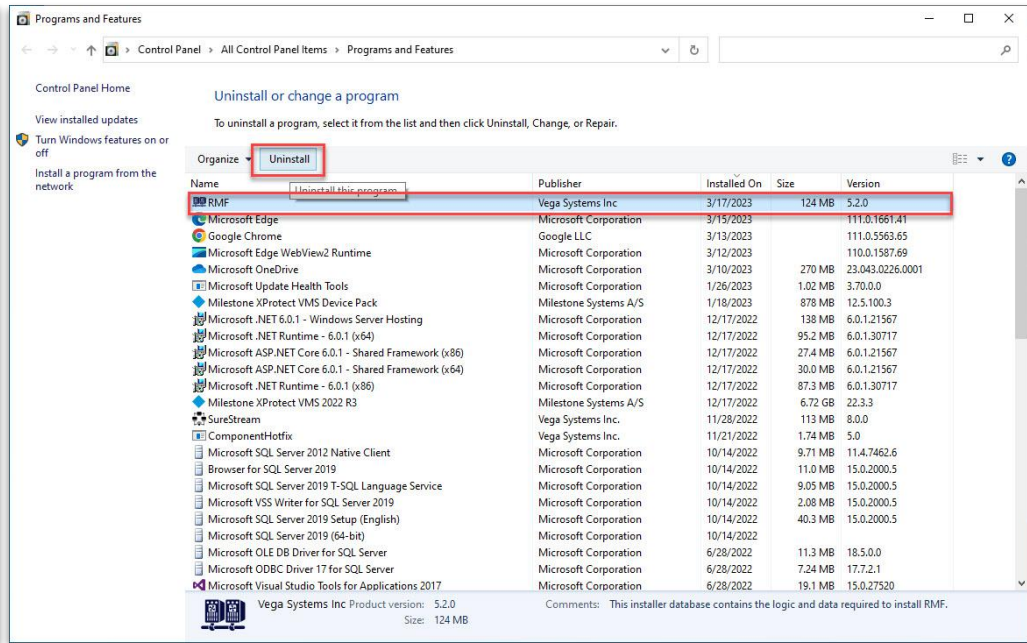 Programs and Features
Control Panel > All Control Panel Items > Programs and Features
Control Panel Home
View installed updates
Turn Windows features on or
off
Install a program from the
network
Uninstall or change a program
To uninstall a program, select it from the list and then click Uninstall, Change, or Repair.
Organize Uninstall
Uninstall this program
Name Publisher Installed On Size Version
RMF Vega Systems Inc 3/17/2023 124 MB 5.2.0
Microsoft Edge Microsoft Corporation 3/15/2023 111.0.1661.41
Google Chrome Google LLC 3/13/2023 111.0.5563.65
Microsoft Edge WebView2 Runtime Microsoft Corporation 3/12/2023 110.0.1587.69
Microsoft OneDrive Microsoft Corporation 3/10/2023 270 MB 23.043.0226.0001
Microsoft Update Health Tools Microsoft Corporation 1/26/2023 1.02 MB 3.70.0.0
Milestone XProtect VMS Device Pack Milestone Systems A/S 1/18/2023 878 MB 12.5.100.3
Microsoft .NET 6.0.1 - Windows Server Hosting Microsoft Corporation 12/17/2022 138 MB 6.0.1.21567
Microsoft .NET Runtime - 6.0.1 (x64) Microsoft Corporation 12/17/2022 95.2 MB 6.0.1.30717
Microsoft ASP.NET Core 6.0.1 - Shared Framework (x86) Microsoft Corporation 12/17/2022 27.4 MB 6.0.1.21567
Microsoft ASP.NET Core 6.0.1 - Shared Framework (x64) Microsoft Corporation 12/17/2022 30.0 MB 6.0.1.21567
Microsoft .NET Runtime - 6.0.1 (x86) Microsoft Corporation 12/17/2022 87.3 MB 6.0.1.30717
Milestone XProtect VMS 2022 R3 Milestone Systems A/S 12/17/2022 6.72 GB 22.3.3
SureStream Vega Systems Inc. 11/28/2022 113 MB 8.0.0
ComponentHotfix Vega Systems Inc. 11/21/2022 1.74 MB 5.0
Microsoft SQL Server 2012 Native Client Microsoft Corporation 10/14/2022 9.71 MB 11.4.7462.6
Browser for SQL Server 2019 Microsoft Corporation 10/14/2022 11.0 MB 15.0.2000.5
Microsoft SQL Server 2019 T-SQL Language Service Microsoft Corporation 10/14/2022 9.05 MB 15.0.2000.5
Microsoft VSS Writer for SQL Server 2019 Microsoft Corporation 10/14/2022 2.08 MB 15.0.2000.5
Microsoft SQL Server 2019 Setup (English) Microsoft Corporation 10/14/2022 40.3 MB 15.0.2000.5
Microsoft SQL Server 2019 (64-bit) Microsoft Corporation 10/14/2022
Microsoft OLE DB Driver for SQL Server Microsoft Corporation 6/28/2022 11.3 MB 18.5.0.0
Microsoft ODBC Driver 17 for SQL Server Microsoft Corporation 6/28/2022 7.24 MB 17.7.2.1
Microsoft Visual Studio Tools for Applications 2017 Microsoft Corporation 6/28/2022 19.1 MB 15.0.27520
Vega Systems Inc Product version: 5.2.0 Comments: This installer database contains the logic and data required to install RMF.
Size: 124 MB